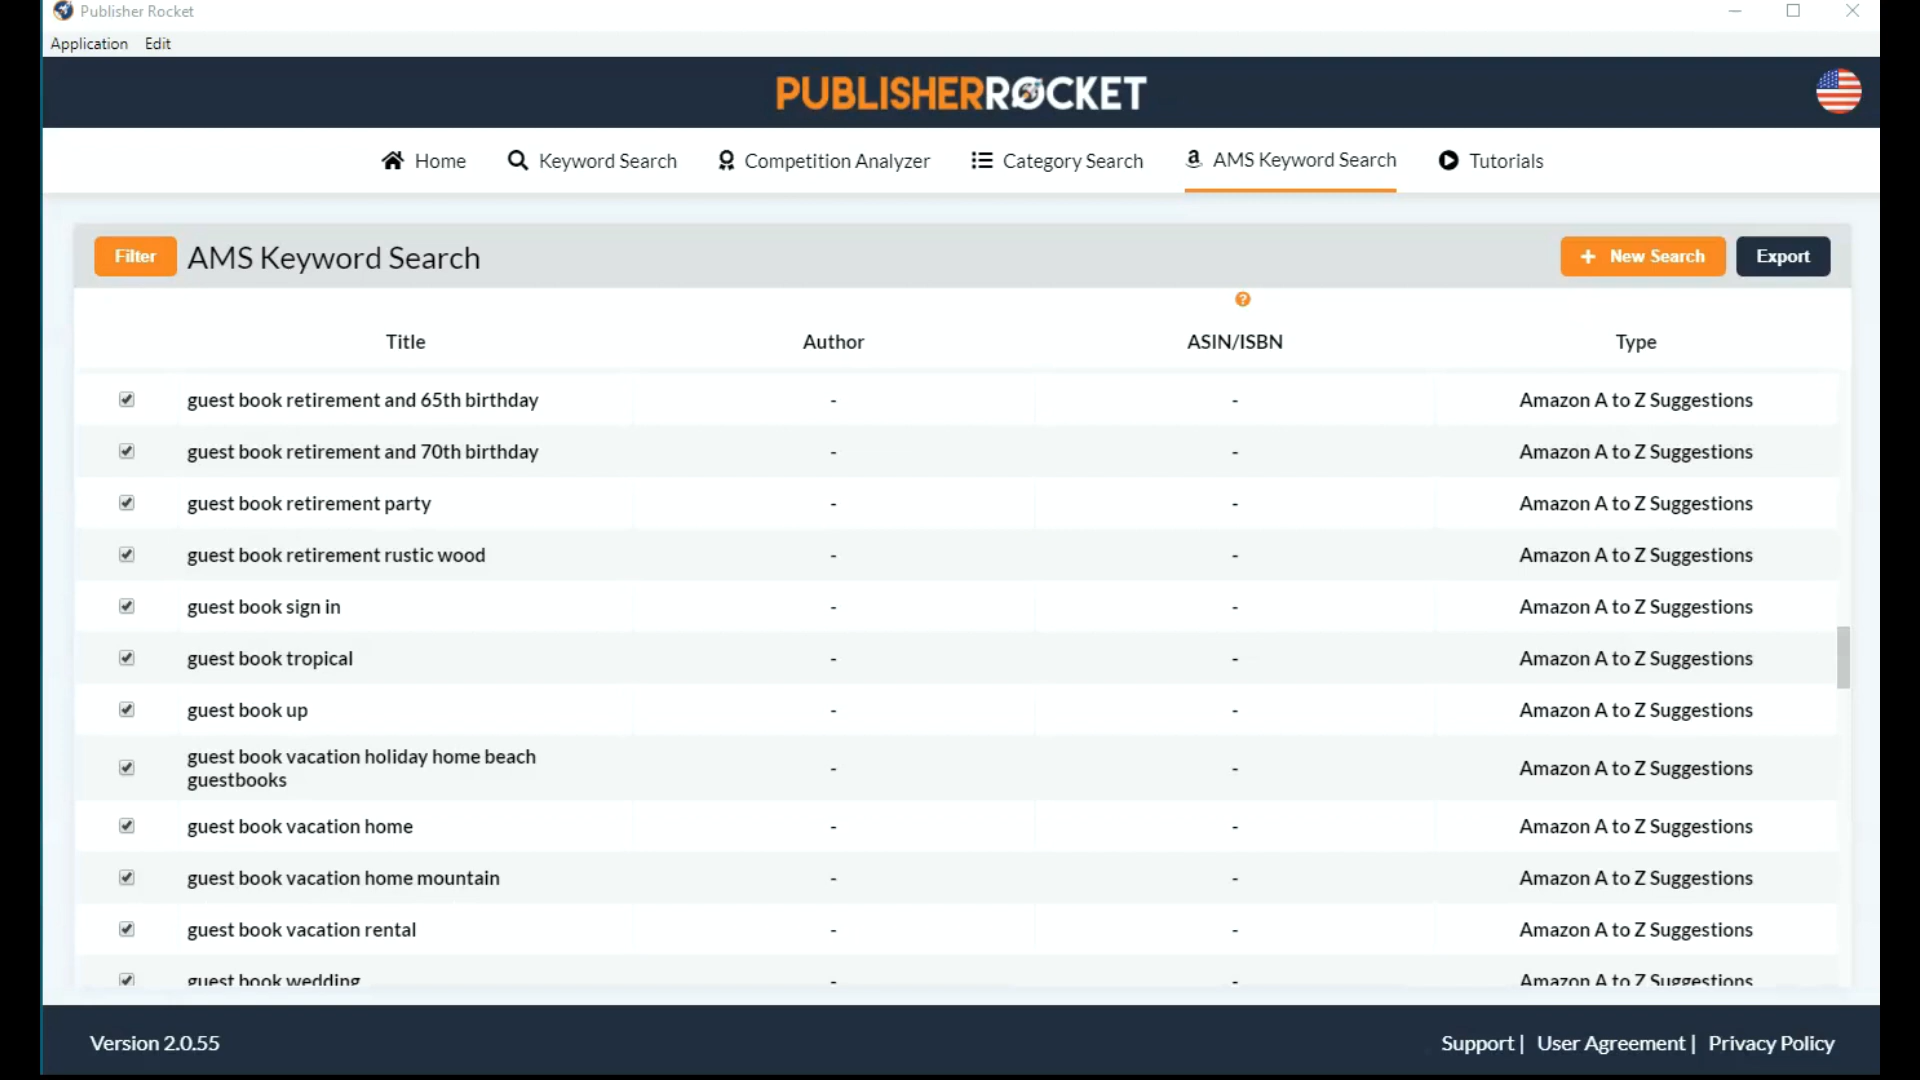 Publisher Rocket
Application Edit
PUBLISHERROCKET
Home Keyword Search Competition Analyzer Category Search AMS Keyword Search Tutorials
Filter AMS Keyword Search + New Search Export
?
Title Author ASIN/ISBN Type
guest book retirement and 65th birthday - - Amazon A to Z Suggestions
guest book retirement and 70th birthday - - Amazon A to Z Suggestions
guest book retirement party - - Amazon A to Z Suggestions
guest book retirement rustic wood - - Amazon A to Z Suggestions
guest book sign in - - Amazon A to Z Suggestions
guest book tropical - - Amazon A to Z Suggestions
guest book up - - Amazon A to Z Suggestions
guest book vacation holiday home beach
guestbooks - - Amazon A to Z Suggestions
guest book vacation home - - Amazon A to Z Suggestions
guest book vacation home mountain - - Amazon A to Z Suggestions
guest book vacation rental - - Amazon A to Z Suggestions
guest book wedding - - Amazon A to Z Suggestions
Version 2.0.55 Support | User Agreement | Privacy Policy